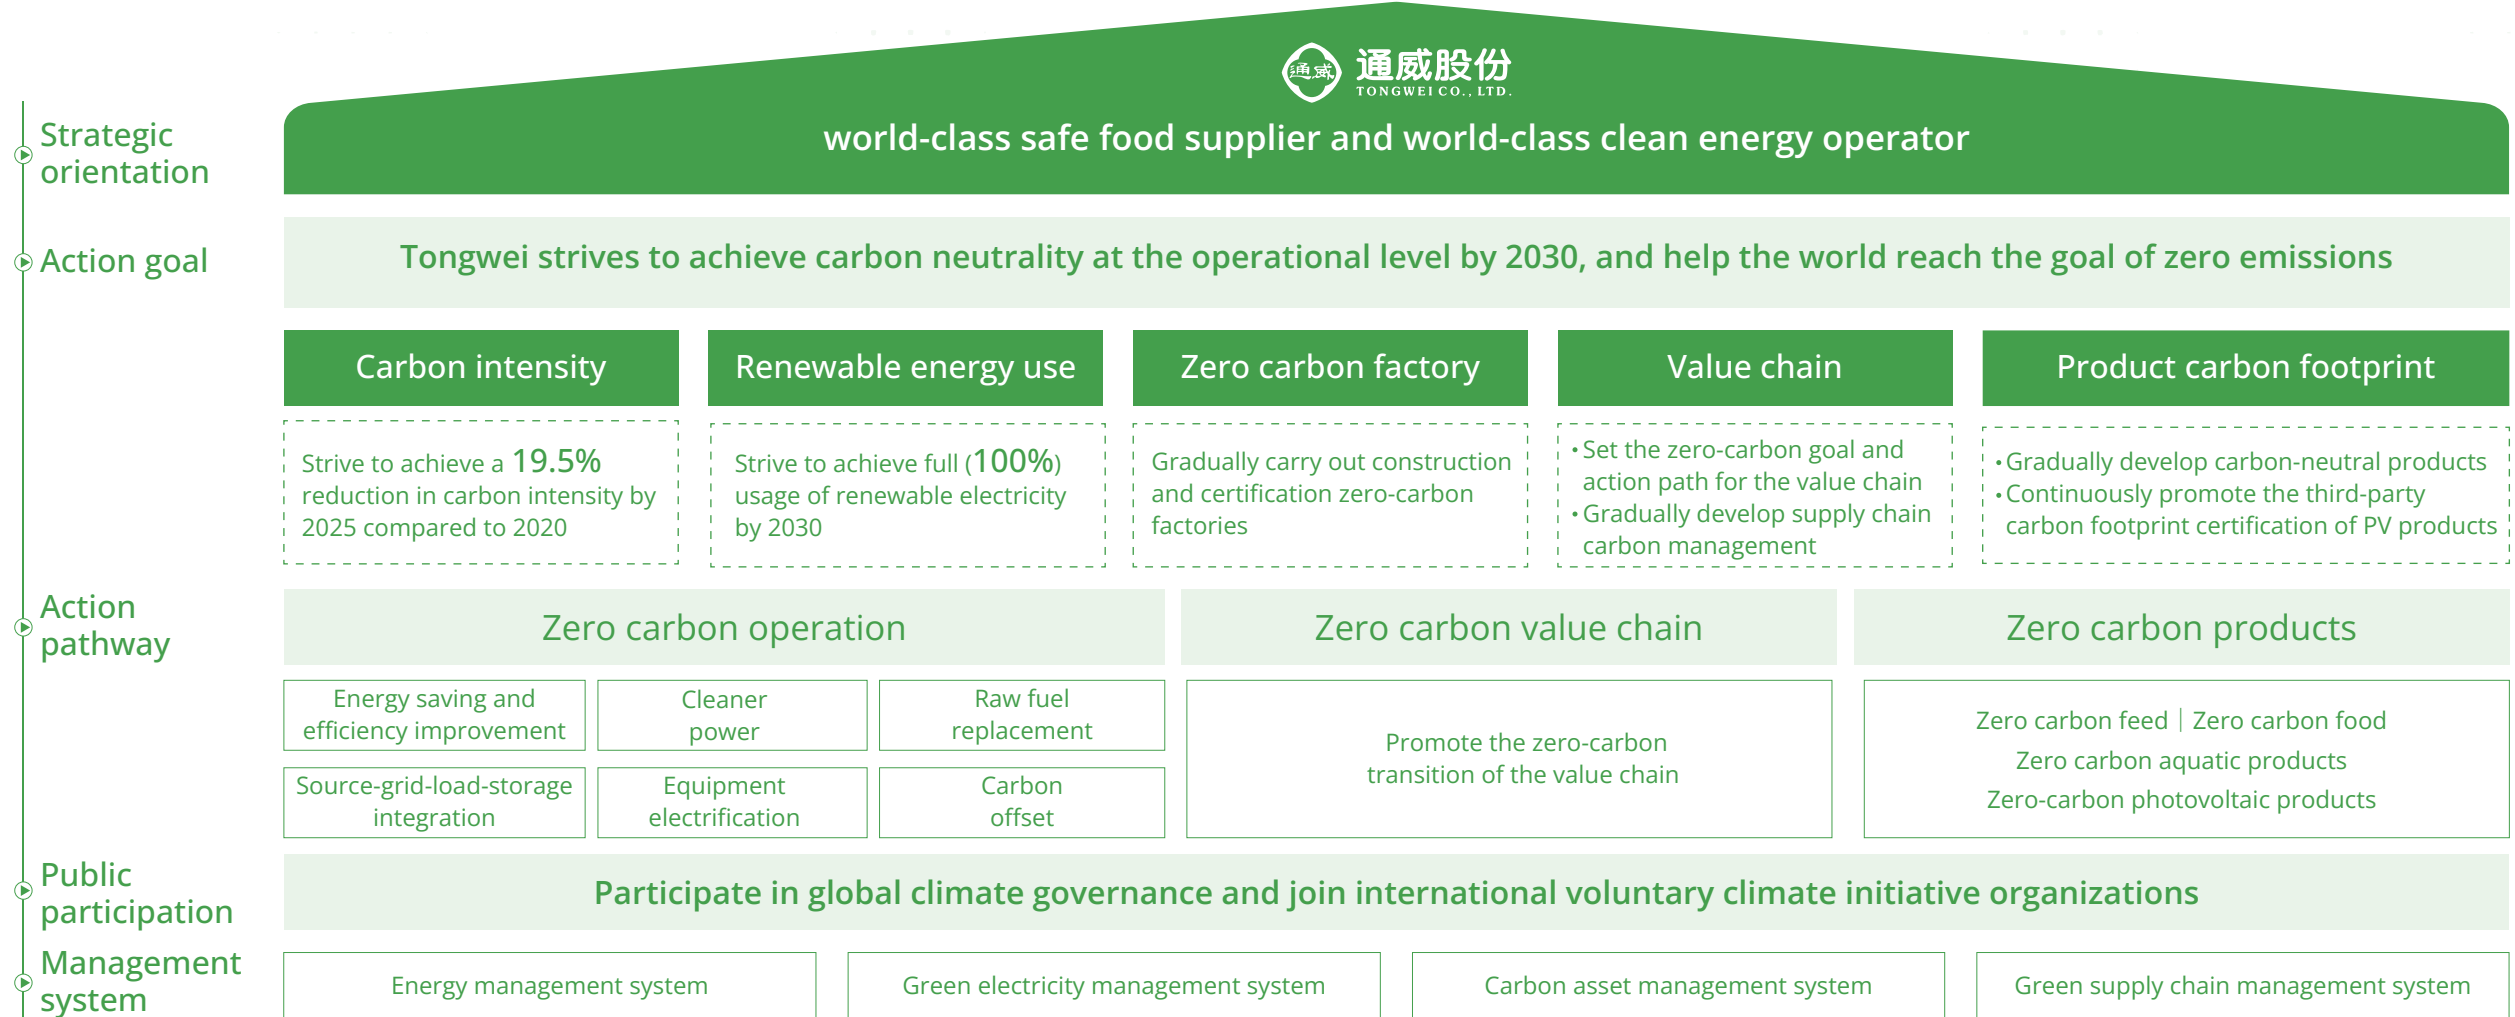 通威
通威股份
TONGWEI CO., LTD.
world-class safe food supplier and world-class clean energy operator
Strategic
orientation
Action goal
Tongwei strives to achieve carbon neutrality at the operational level by 2030, and help the world reach the goal of zero emissions
Carbon intensity
Strive to achieve a 19.5%
reduction in carbon intensity by
2025 compared to 2020
Renewable energy use
Strive to achieve full (100%)
usage of renewable electricity
by 2030
Zero carbon factory
Gradually carry out construction
and certification zero-carbon
factories
Value chain
•Set the zero-carbon goal and
action path for the value chain
•Gradually develop supply chain
carbon management
Product carbon footprint
•Gradually develop carbon-neutral products
•Continuously promote the third-party
carbon footprint certification of PV products
Action
pathway
Zero carbon operation
Energy saving and
efficiency improvement
Cleaner
power
Raw fuel
replacement
Source-grid-load-storage
integration
Equipment
electrification
Carbon
offset
Zero carbon value chain
Promote the zero-carbon
transition of the value chain
Zero carbon products
Zero carbon feed | Zero carbon food
Zero carbon aquatic products
Zero-carbon photovoltaic products
Public
participation
Participate in global climate governance and join international voluntary climate initiative organizations
Management
system
Energy management system
Green electricity management system
Carbon asset management system
Green supply chain management system